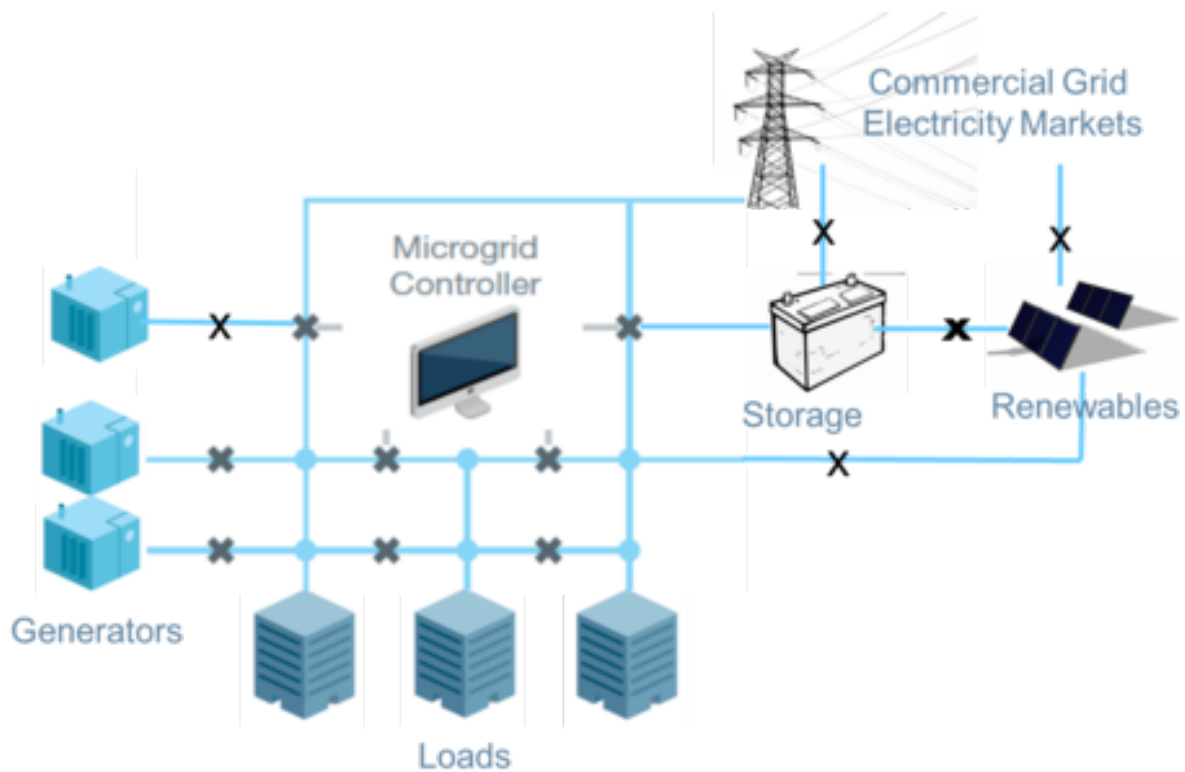 Commercial Grid
Electricity Markets
Microgrid
Controller
X
X
X
X
X
Storage
Renewables
X
Generators
Loads